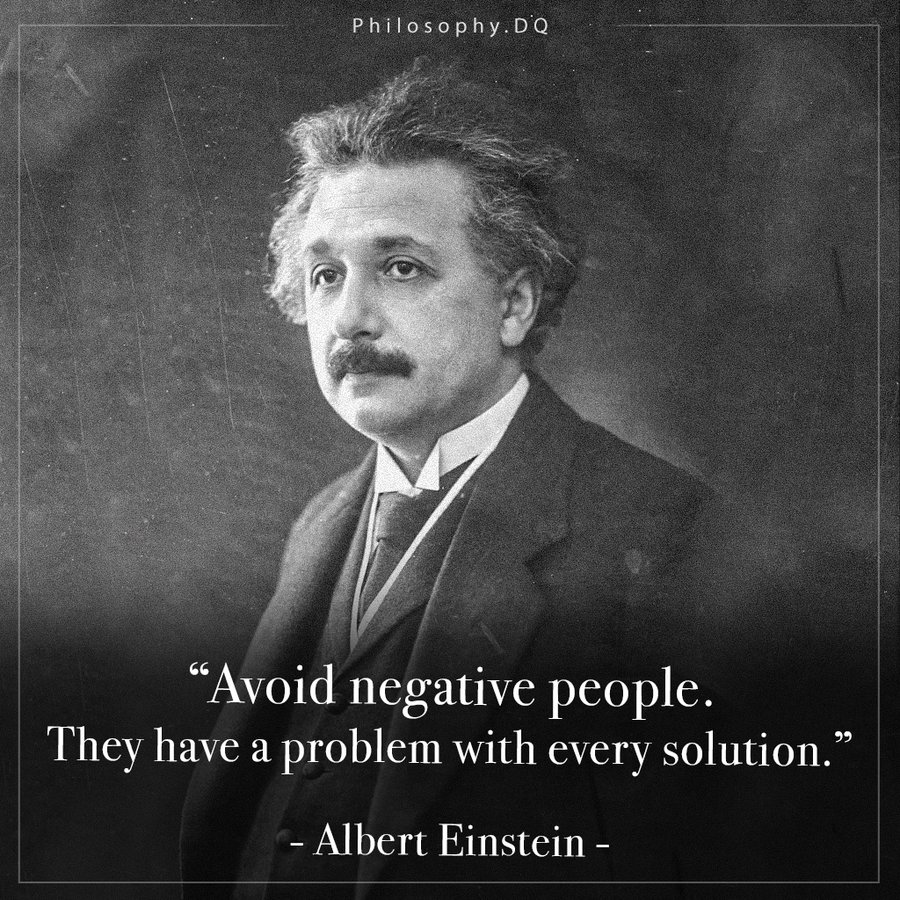 Philosophy.DQ
“Avoid negative people.
They have a problem with every solution.”
- Albert Einstein -